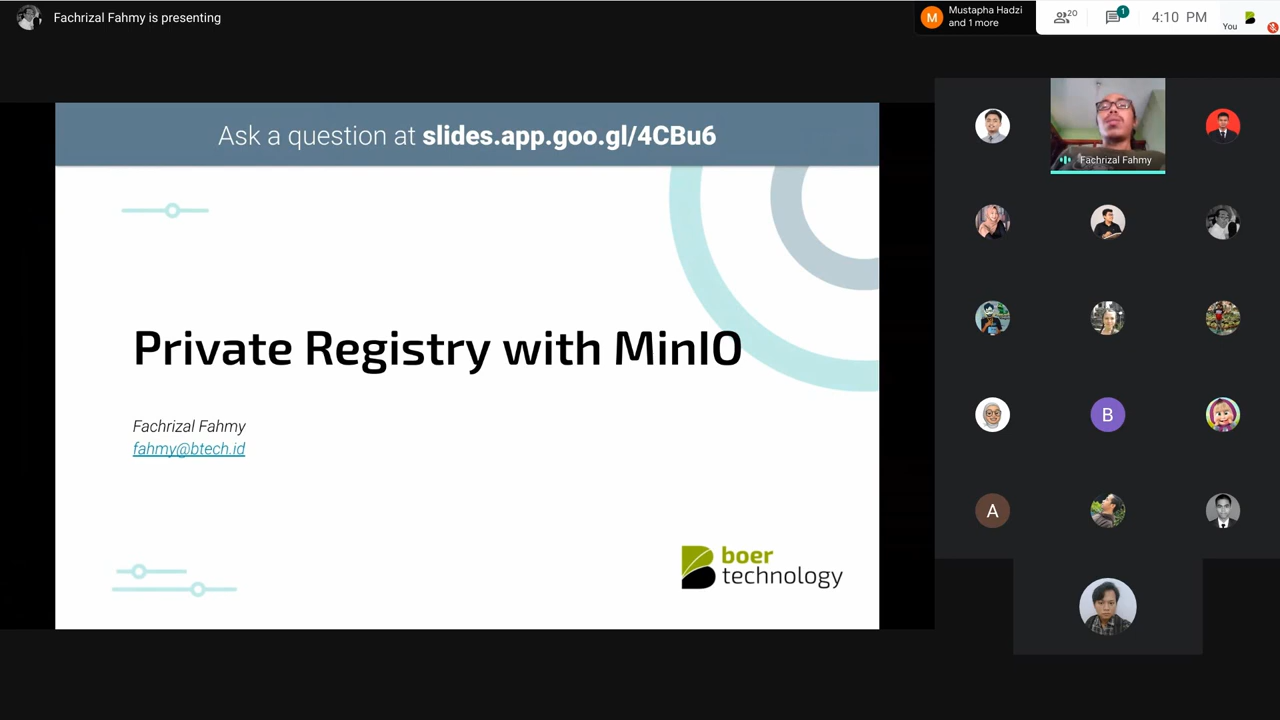 Fachrizal Fahmy is presenting
Mustapha Hadzi
and 1 more
M
20
1
4:10 PM
You
Ask a question at slides.app.goo.gl/4CBu6
Fachrizal Fahmy
Private Registry with MinIO
Fachrizal Fahmy
fahmy@btech.id
B
A
boer
technology